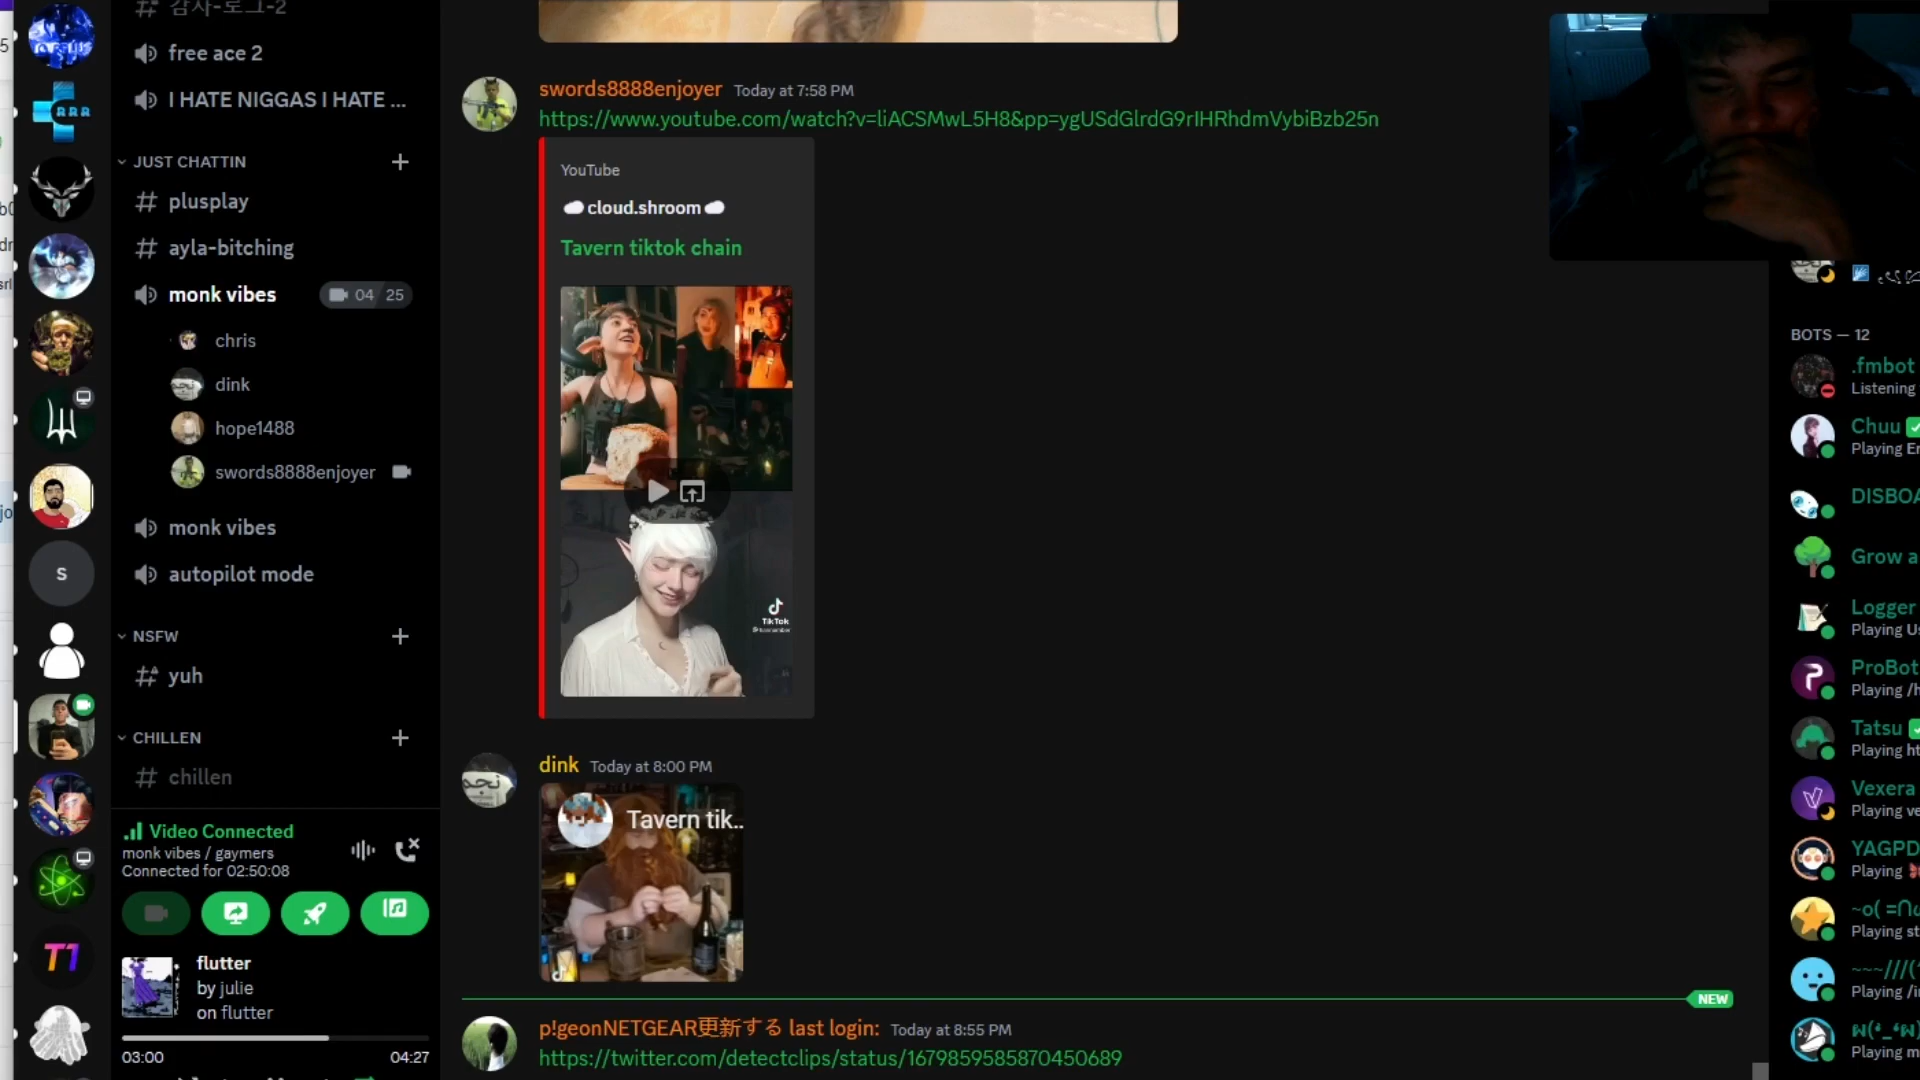 감사-로그-2
free ace 2
I HATE NIGGAS I HATE ...
JUST CHATTIN
plusplay
ayla-bitching
monk vibes
04 25
chris
dink
hope1488
swords8888enjoyer
monk vibes
autopilot mode
NSFW
yuh
CHILLEN
chillen
Video Connected
monk vibes / gaymers
Connected for 02:50:08
flutter
by julie
on flutter
03:00
04:27
RRR
S
T1
swords8888enjoyer Today at 7:58 PM
https://www.youtube.com/watch?v=liACSMwL5H8&pp=ygUSdGlrdG9rIHRhdmVybiBzb25n
YouTube
cloud.shroom
Tavern tiktok chain
TikTok
dink Today at 8:00 PM
Tavern tik..
NEW
p!geonNETGEAR更新する last login: Today at 8:55 PM
https://twitter.com/detectclips/status/1679859585870450689
BOTS — 12
.fmbot
Listening
Chuu
Playing
DISBOA
Grow a
Logger
Playing
ProBot
Playing /h
Tatsu
Playing ht
Vexera
Playing ve
YAGPD
Playing
Playing st
Playing /i
Playing m